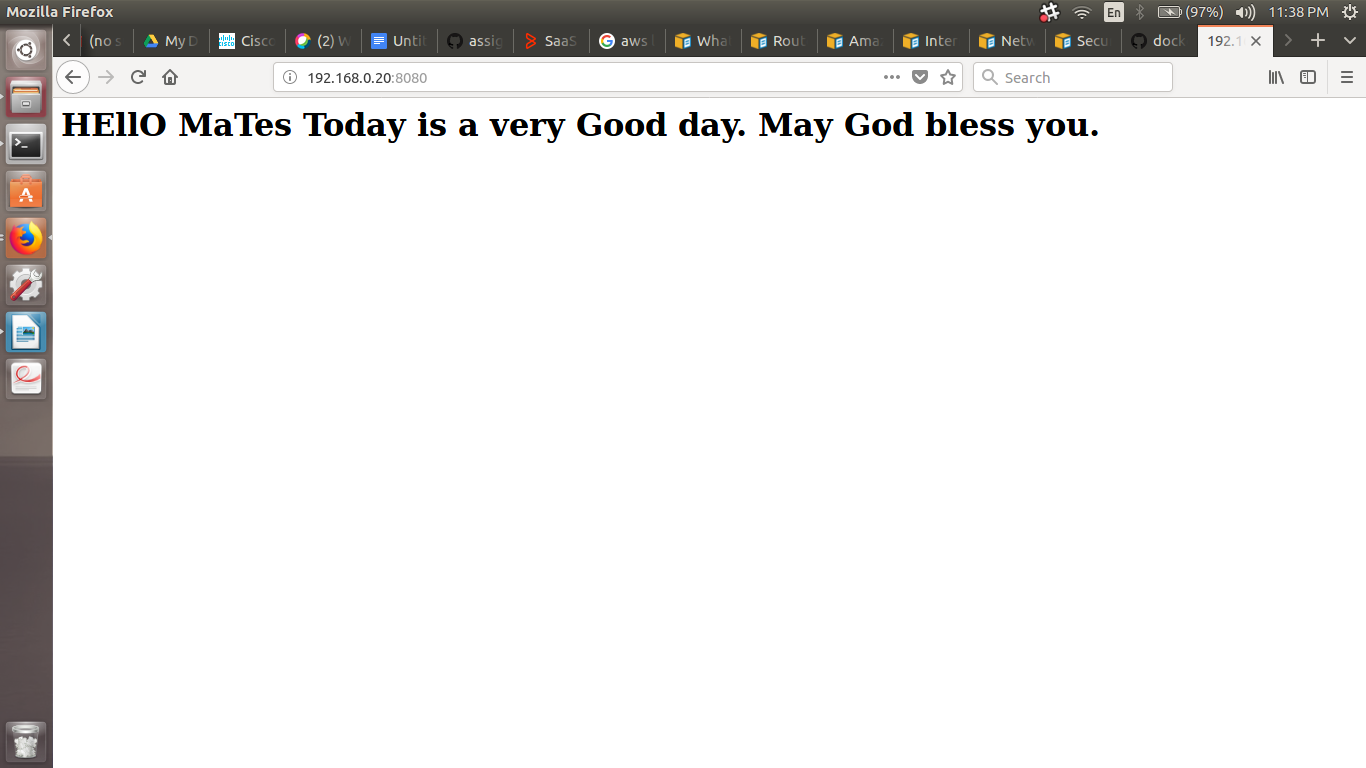 Mozilla Firefox En (97%) 11:38 PM
(no s My D Cisco (2) W Unti assig SaaS aws What Rout Ama Inter Netw Secu dock 192.1
192.168.0.20:8080 Search
HEllO MaTes Today is a very Good day. May God bless you.